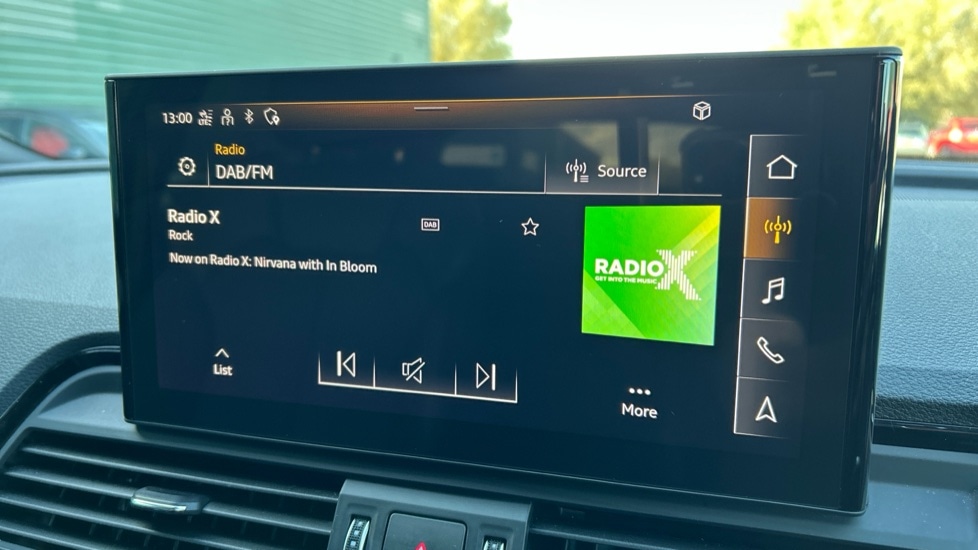 13:00
Radio
DAB/FM
Source
Radio X
DAB
Rock
Now on Radio X: Nirvana with In Bloom
RADIO X
GET INTO THE MUSIC
List
More